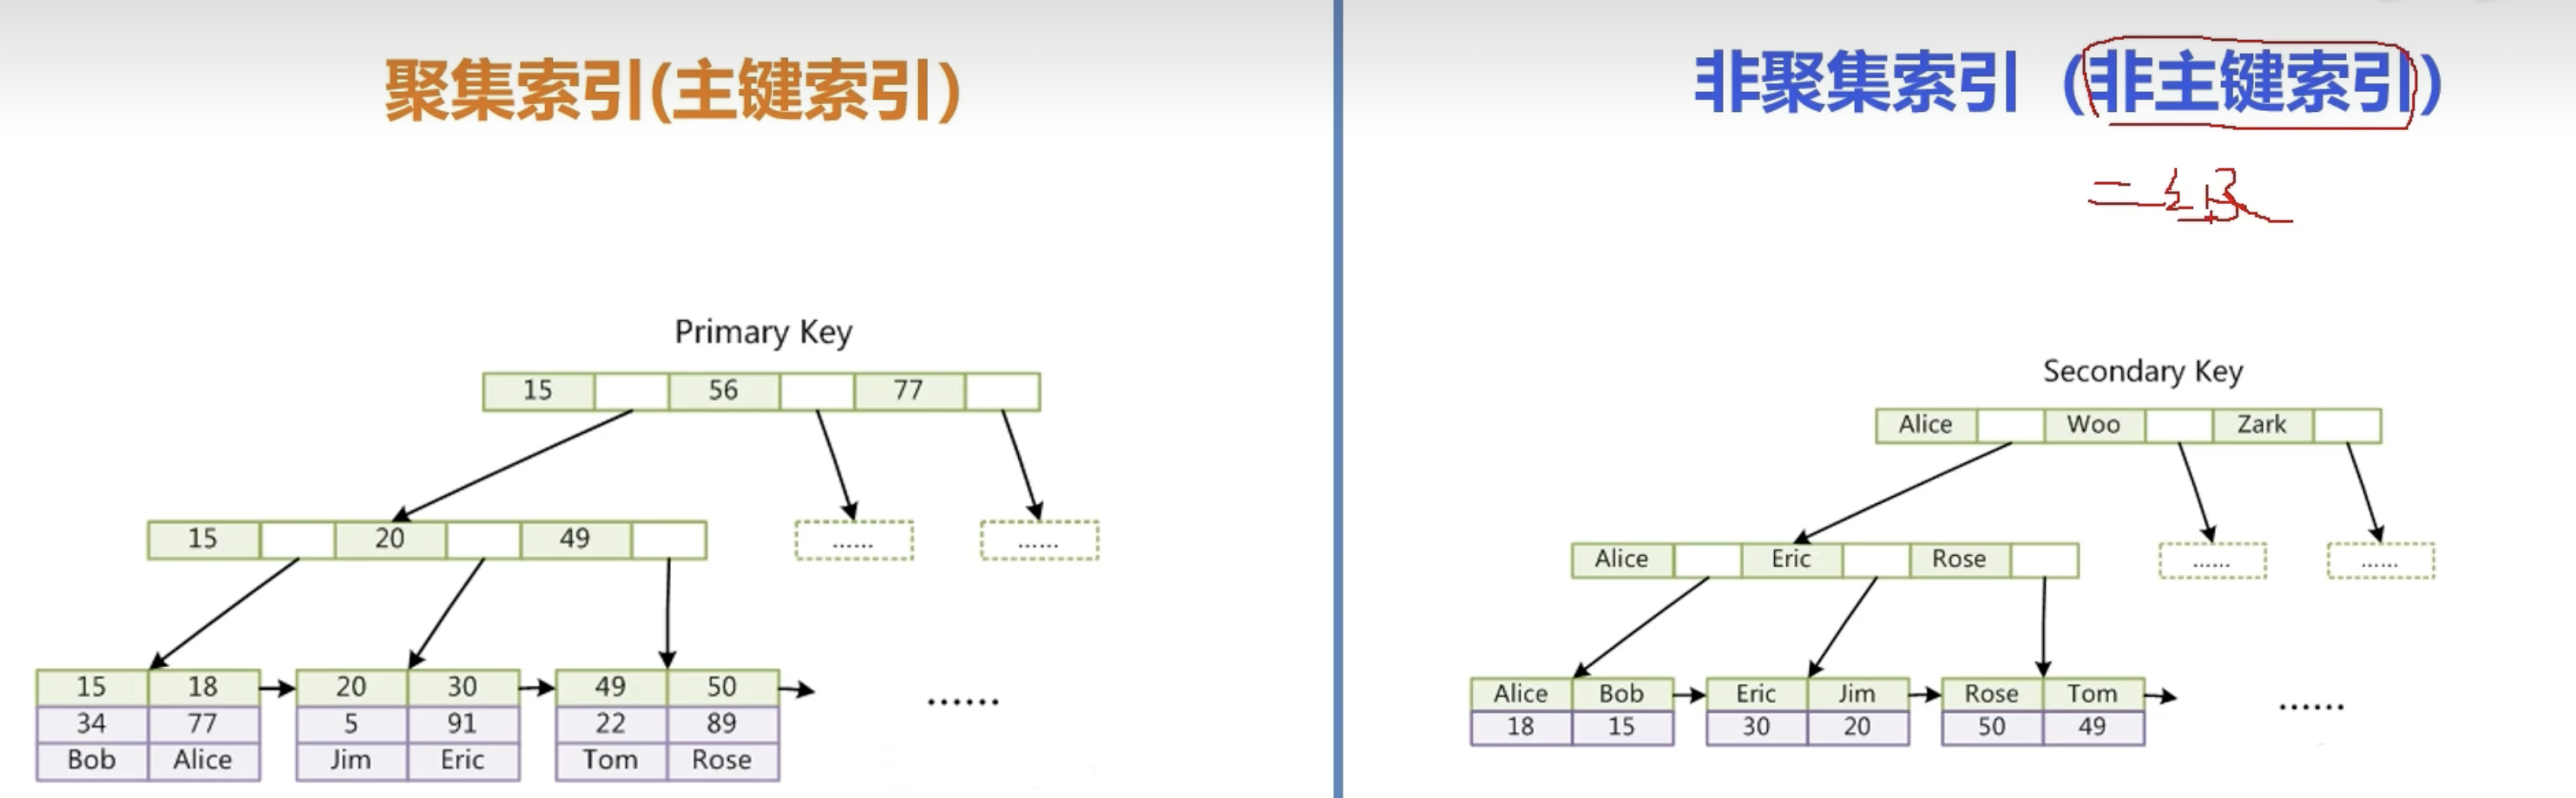 聚集索引(主键索引)
Primary Key
15 56 77
15 20 49 ...... ......
15 18 20 30 49 50
34 77 5 91 22 89 ......
Bob Alice Jim Eric Tom Rose
非聚集索引 (非主键索引)
二级
Secondary Key
Alice Woo Zark
Alice Eric Rose ...... ......
Alice Bob Eric Jim Rose Tom ......
18 15 30 20 50 49